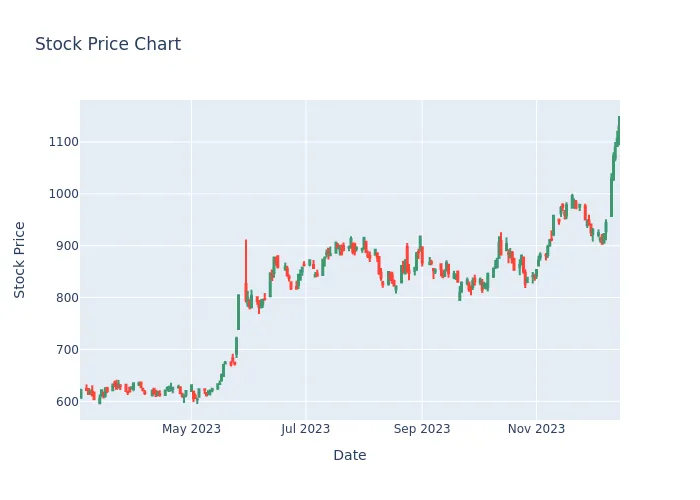 Stock Price Chart
1100
1000
900
800
700
600
Stock Price
May 2023
Jul 2023
Sep 2023
Nov 2023
Date